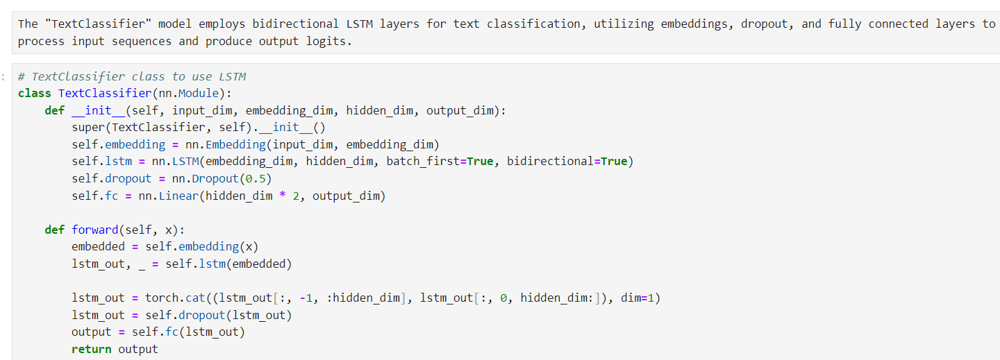 The "TextClassifier" model employs bidirectional LSTM layers for text classification, utilizing embeddings, dropout, and fully connected layers to
process input sequences and produce output logits.
:
# TextClassifier class to use LSTM
class TextClassifier(nn.Module):
    def __init__(self, input_dim, embedding_dim, hidden_dim, output_dim):
        super(TextClassifier, self).__init__()
        self.embedding = nn.Embedding(input_dim, embedding_dim)
        self.lstm = nn.LSTM(embedding_dim, hidden_dim, batch_first=True, bidirectional=True)
        self.dropout = nn.Dropout(0.5)
        self.fc = nn.Linear(hidden_dim * 2, output_dim)

    def forward(self, x):
        embedded = self.embedding(x)
        lstm_out, _ = self.lstm(embedded)

        lstm_out = torch.cat((lstm_out[:, -1, :hidden_dim], lstm_out[:, 0, hidden_dim:]), dim=1)
        lstm_out = self.dropout(lstm_out)
        output = self.fc(lstm_out)
        return output